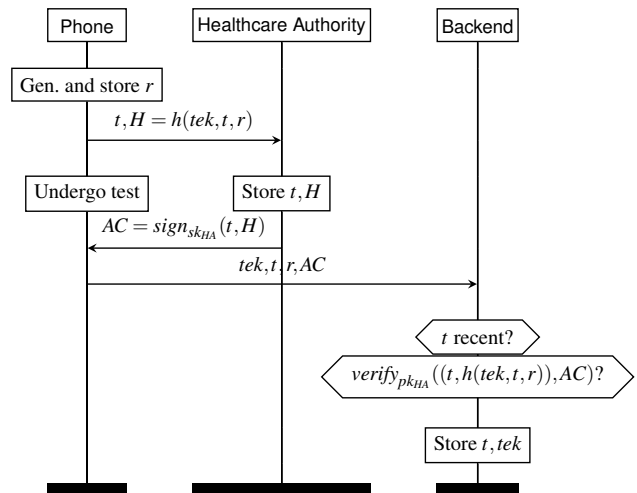 Phone Healthcare Authority Backend
Gen. and store r
t, H = h(tek, t, r)
Undergo test Store t, H
AC = sign_{sk_{HA}}(t, H)
tek, t, r, AC
t recent?
verify_{pk_{HA}}((t, h(tek, t, r)), AC)?
Store t, tek